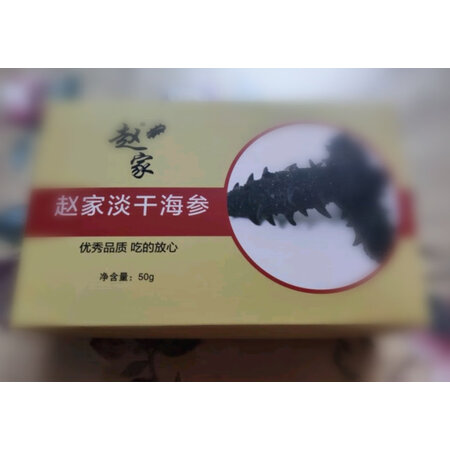 赵
家
赵家淡干海参
优秀品质 吃的放心
净含量：50g